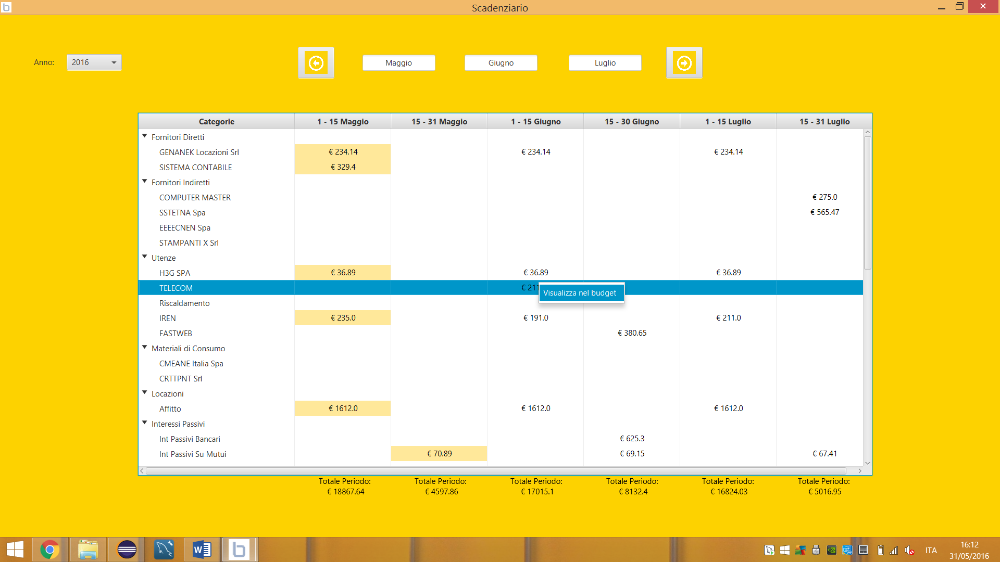 Scadenziario
Anno: 2016 Maggio Giugno Luglio
Categorie 1 - 15 Maggio 15 - 31 Maggio 1 - 15 Giugno 15 - 30 Giugno 1 - 15 Luglio 15 - 31 Luglio
Fornitori Diretti
GENANEK Locazioni Srl € 234.14 € 234.14 € 234.14
SISTEMA CONTABILE € 329.4
Fornitori Indiretti
COMPUTER MASTER € 275.0
SSTETNA Spa € 565.47
EEEECNEN Spa
STAMPANTI X Srl
Utenze
H3G SPA € 36.89 € 36.89 € 36.89
TELECOM € 211
Visualizza nel budget
Riscaldamento
IREN € 235.0 € 191.0 € 211.0
FASTWEB € 380.65
Materiali di Consumo
CMEANE Italia Spa
CRTTPNT Srl
Locazioni
Affitto € 1612.0 € 1612.0 € 1612.0
Interessi Passivi
Int Passivi Bancari € 625.3
Int Passivi Su Mutui € 70.89 € 69.15 € 67.41
Totale Periodo: Totale Periodo: Totale Periodo: Totale Periodo: Totale Periodo: Totale Periodo:
€ 18867.64 € 4597.86 € 17015.1 € 8132.4 € 16824.03 € 5016.95
ITA 16:12
31/05/2016